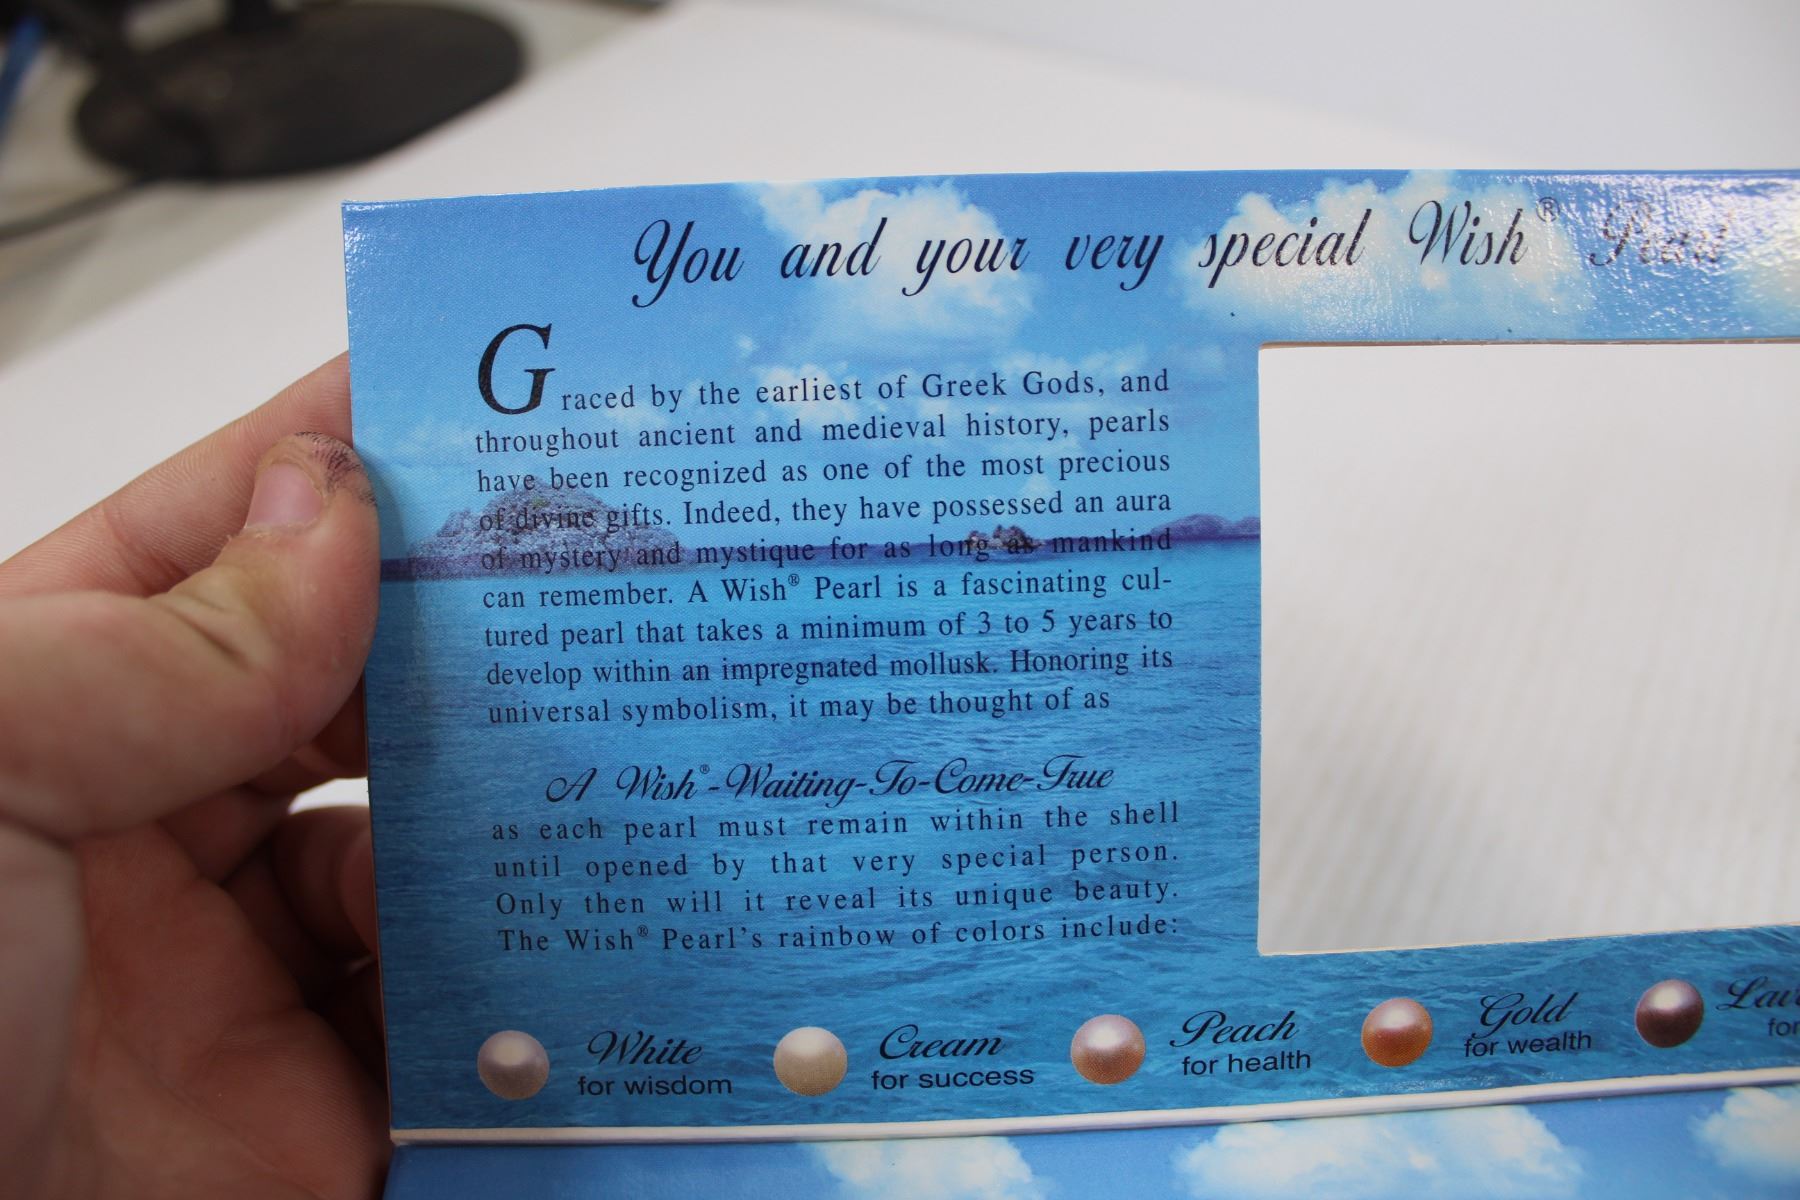 You and your very special Wish® Pearl
Graced by the earliest of Greek Gods, and
throughout ancient and medieval history, pearls
have been recognized as one of the most precious
of divine gifts. Indeed, they have possessed an aura
of mystery and mystique for as long as mankind
can remember. A Wish® Pearl is a fascinating cul-
tured pearl that takes a minimum of 3 to 5 years to
develop within an impregnated mollusk. Honoring its
universal symbolism, it may be thought of as
A Wish®-Waiting-To-Come-True
as each pearl must remain within the shell
until opened by that very special person.
Only then will it reveal its unique beauty.
The Wish® Pearl's rainbow of colors include:
White
for wisdom
Cream
for success
Peach
for health
Gold
for wealth
for